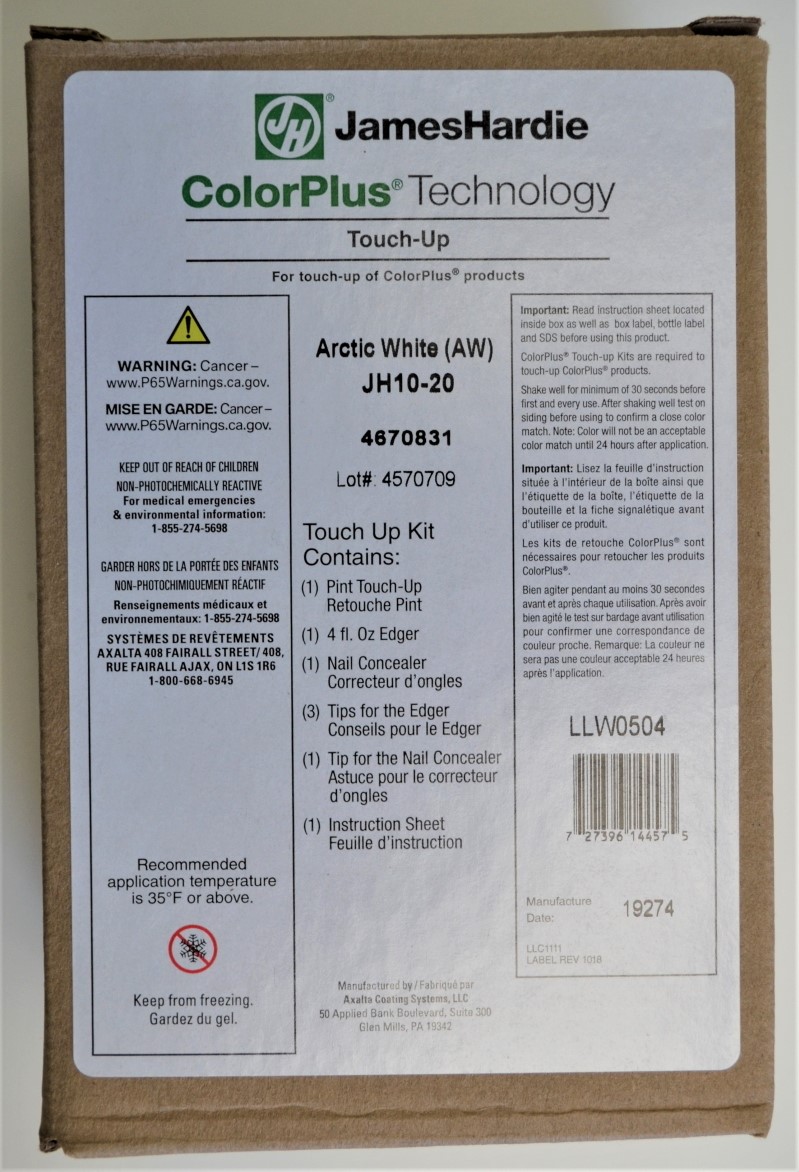 JH
®
JamesHardie
ColorPlus® Technology
Touch-Up
For touch-up of ColorPlus® products
WARNING: Cancer –
www.P65Warnings.ca.gov.
MISE EN GARDE: Cancer–
www.P65Warnings.ca.gov.
KEEP OUT OF REACH OF CHILDREN
NON-PHOTOCHEMICALLY REACTIVE
For medical emergencies
& environmental information:
1-855-274-5698
GARDER HORS DE LA PORTÉE DES ENFANTS
NON-PHOTOCHIMIQUEMENT RÉACTIF
Renseignements médicaux et
environnementaux: 1-855-274-5698
SYSTÈMES DE REVÊTEMENTS
AXALTA 408 FAIRALL STREET/ 408,
RUE FAIRALL AJAX, ON L1S 1R6
1-800-668-6945
Recommended
application temperature
is 35°F or above.
Keep from freezing.
Gardez du gel.
Arctic White (AW)
JH10-20
4670831
Lot#: 4570709
Touch Up Kit
Contains:
(1) Pint Touch-Up
Retouche Pint
(1) 4 fl. Oz Edger
(1) Nail Concealer
Correcteur d'ongles
(3) Tips for the Edger
Conseils pour le Edger
(1) Tip for the Nail Concealer
Astuce pour le correcteur
d'ongles
(1) Instruction Sheet
Feuille d'instruction
Manufactured by / Fabriqué par
Axalta Coating Systems, LLC
50 Applied Bank Boulevard, Suite 300
Glen Mills, PA 19342
Important: Read instruction sheet located
inside box as well as box label, bottle label
and SDS before using this product.
ColorPlus® Touch-up Kits are required to
touch-up ColorPlus® products.
Shake well for minimum of 30 seconds before
first and every use. After shaking well test on
siding before using to confirm a close color
match. Note: Color will not be an acceptable
color match until 24 hours after application.
Important: Lisez la feuille d'instruction
située à l'intérieur de la boîte ainsi que
l'étiquette de la boîte, l'étiquette de la
bouteille et la fiche signalétique avant
d'utiliser ce produit.
Les kits de retouche ColorPlus® sont
nécessaires pour retoucher les produits
ColorPlus®.
Bien agiter pendant au moins 30 secondes
avant et après chaque utilisation. Après avoir
bien agité le test sur bardage avant utilisation
pour confirmer une correspondance de
couleur proche. Remarque: La couleur ne
sera pas une couleur acceptable 24 heures
après l'application.
LLW0504
7 27396 14457 5
Manufacture
Date:
19274
LLC1111
LABEL REV 1018